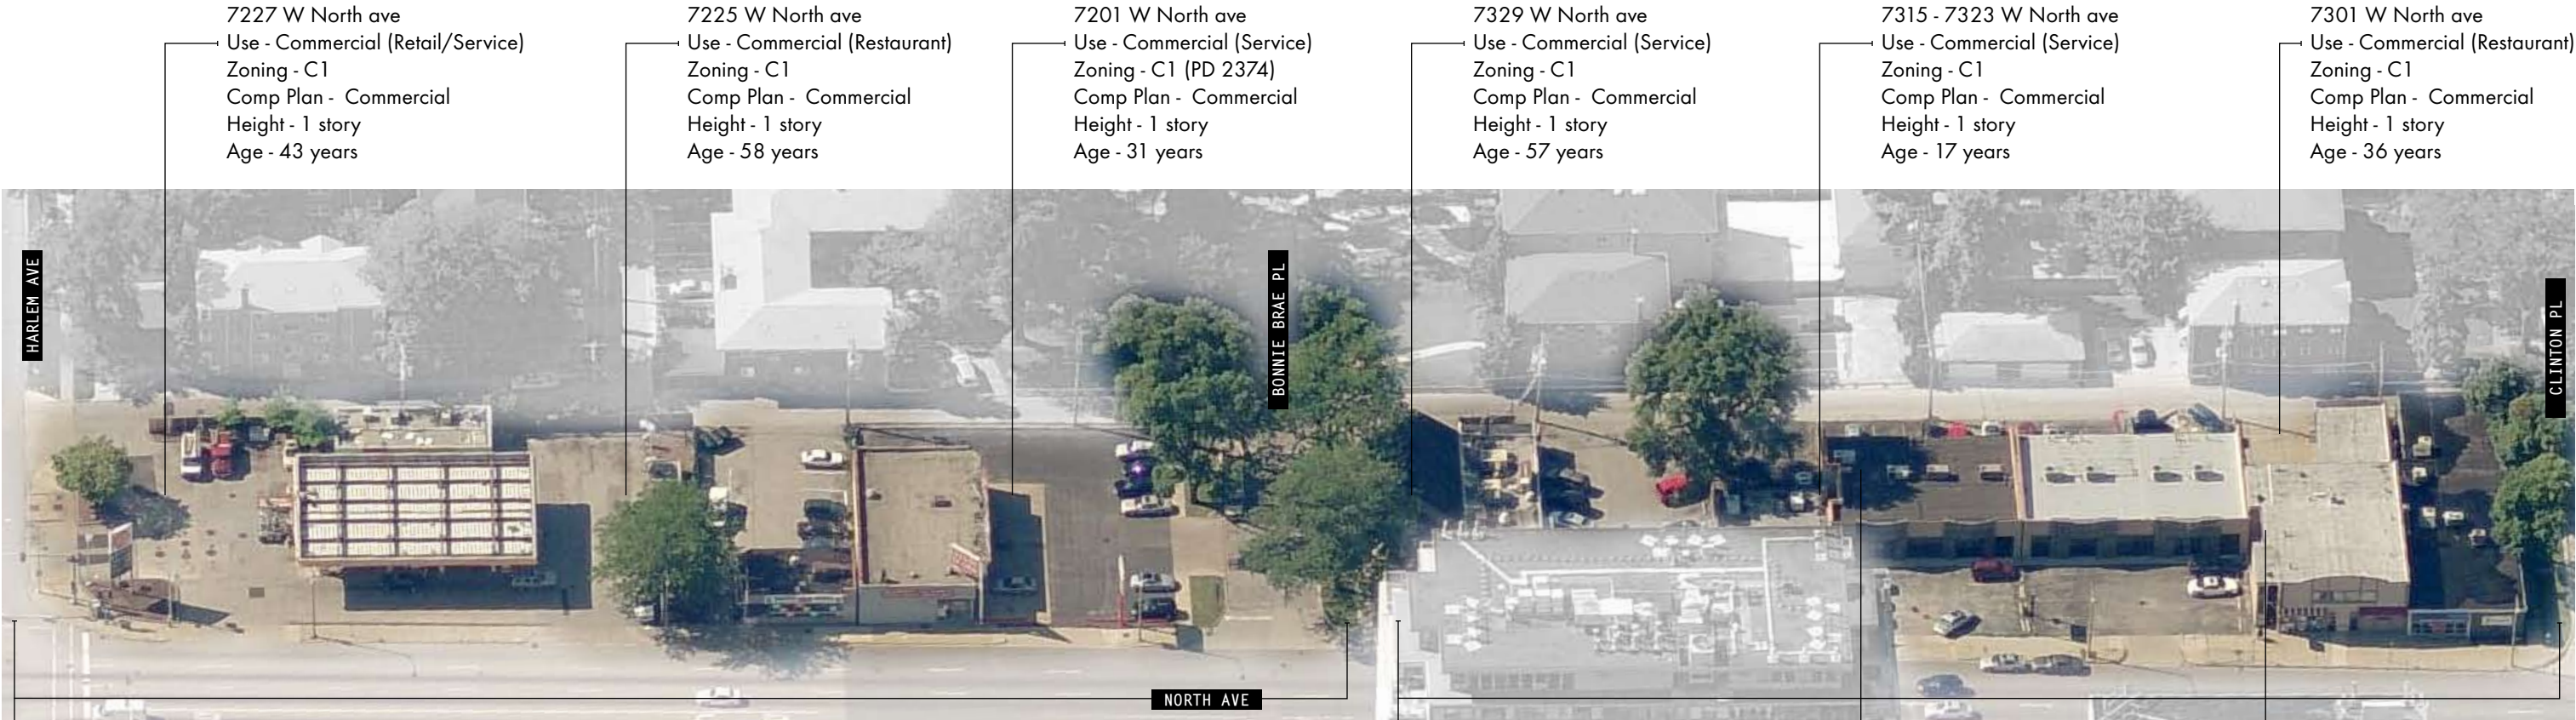 7227 W North ave
Use - Commercial (Retail/Service)
Zoning - C1
Comp Plan -  Commercial
Height - 1 story
Age - 43 years
7225 W North ave
Use - Commercial (Restaurant)
Zoning - C1
Comp Plan -  Commercial
Height - 1 story
Age - 58 years
7201 W North ave
Use - Commercial (Service)
Zoning - C1 (PD 2374)
Comp Plan -  Commercial
Height - 1 story
Age - 31 years
7329 W North ave
Use - Commercial (Service)
Zoning - C1
Comp Plan -  Commercial
Height - 1 story
Age - 57 years
7315 - 7323 W North ave
Use - Commercial (Service)
Zoning - C1
Comp Plan -  Commercial
Height - 1 story
Age - 17 years
7301 W North ave
Use - Commercial (Restaurant)
Zoning - C1
Comp Plan -  Commercial
Height - 1 story
Age - 36 years
HARLEM AVE
BONNIE BRAE PL
CLINTON PL
NORTH AVE